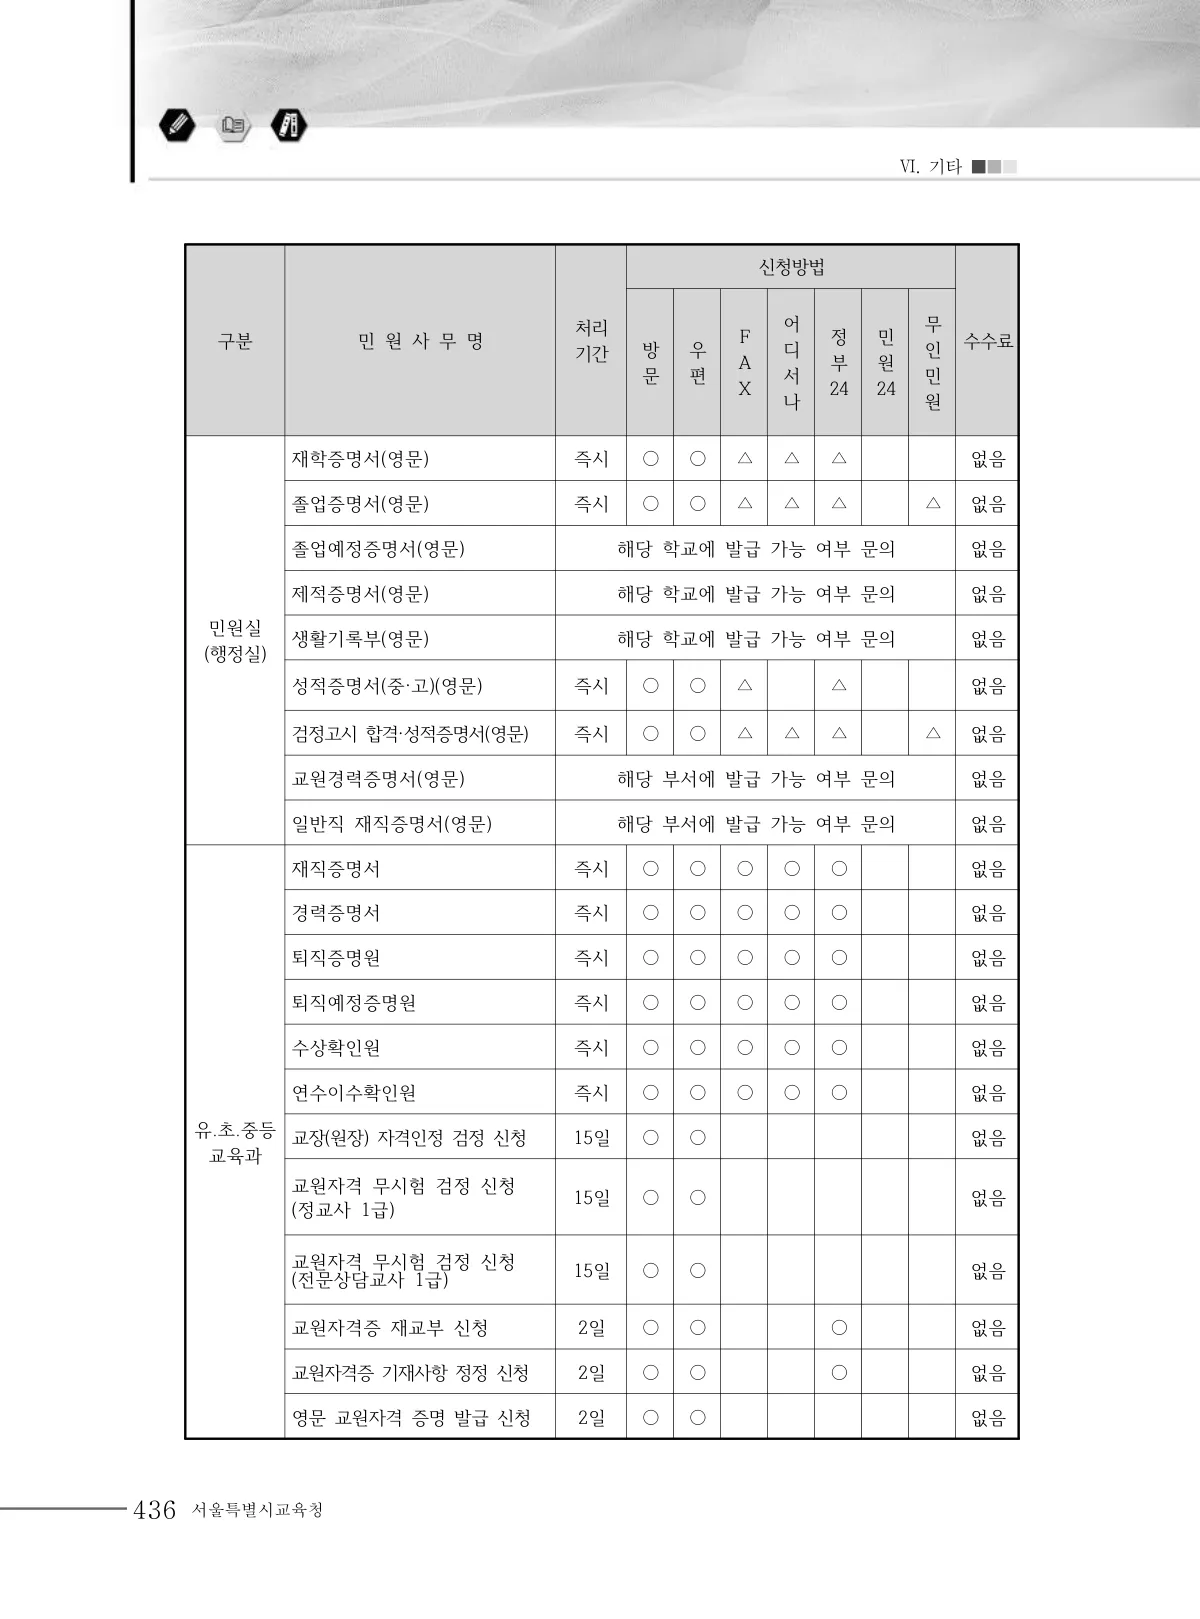 Ⅵ. 기타
구분 민 원 사 무 명 처리 기간 신청방법 수수료
방문 우편 FAX 어디서나 정부24 민원24 무인민원
민원실
(행정실)
재학증명서(영문) 즉시 ○ ○ △ △ △ 없음
졸업증명서(영문) 즉시 ○ ○ △ △ △ △ 없음
졸업예정증명서(영문) 해당 학교에 발급 가능 여부 문의 없음
제적증명서(영문) 해당 학교에 발급 가능 여부 문의 없음
생활기록부(영문) 해당 학교에 발급 가능 여부 문의 없음
성적증명서(중·고)(영문) 즉시 ○ ○ △ △ 없음
검정고시 합격·성적증명서(영문) 즉시 ○ ○ △ △ △ △ 없음
교원경력증명서(영문) 해당 부서에 발급 가능 여부 문의 없음
일반직 재직증명서(영문) 해당 부서에 발급 가능 여부 문의 없음
유.초.중등
교육과
재직증명서 즉시 ○ ○ ○ ○ ○ 없음
경력증명서 즉시 ○ ○ ○ ○ ○ 없음
퇴직증명원 즉시 ○ ○ ○ ○ ○ 없음
퇴직예정증명원 즉시 ○ ○ ○ ○ ○ 없음
수상확인원 즉시 ○ ○ ○ ○ ○ 없음
연수이수확인원 즉시 ○ ○ ○ ○ ○ 없음
교장(원장) 자격인정 검정 신청 15일 ○ ○ 없음
교원자격 무시험 검정 신청
(정교사 1급) 15일 ○ ○ 없음
교원자격 무시험 검정 신청
(전문상담교사 1급) 15일 ○ ○ 없음
교원자격증 재교부 신청 2일 ○ ○ ○ 없음
교원자격증 기재사항 정정 신청 2일 ○ ○ ○ 없음
영문 교원자격 증명 발급 신청 2일 ○ ○ 없음
436 서울특별시교육청